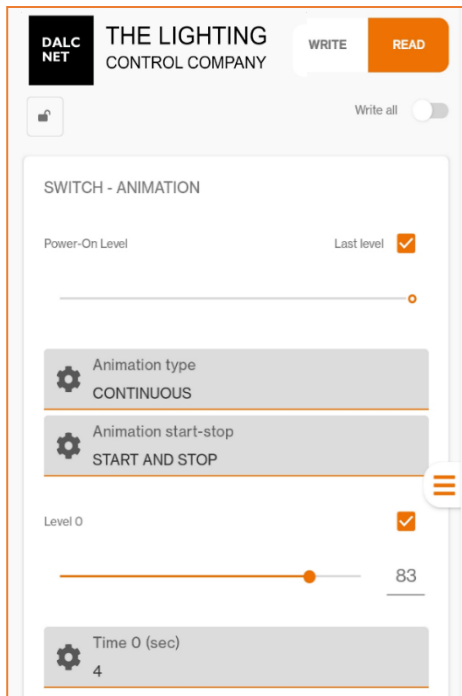 DALC
NET
THE LIGHTING
CONTROL COMPANY
WRITE
READ
Write all
SWITCH - ANIMATION
Power-On Level
Last level
Animation type
CONTINUOUS
Animation start-stop
START AND STOP
Level 0
83
Time 0 (sec)
4